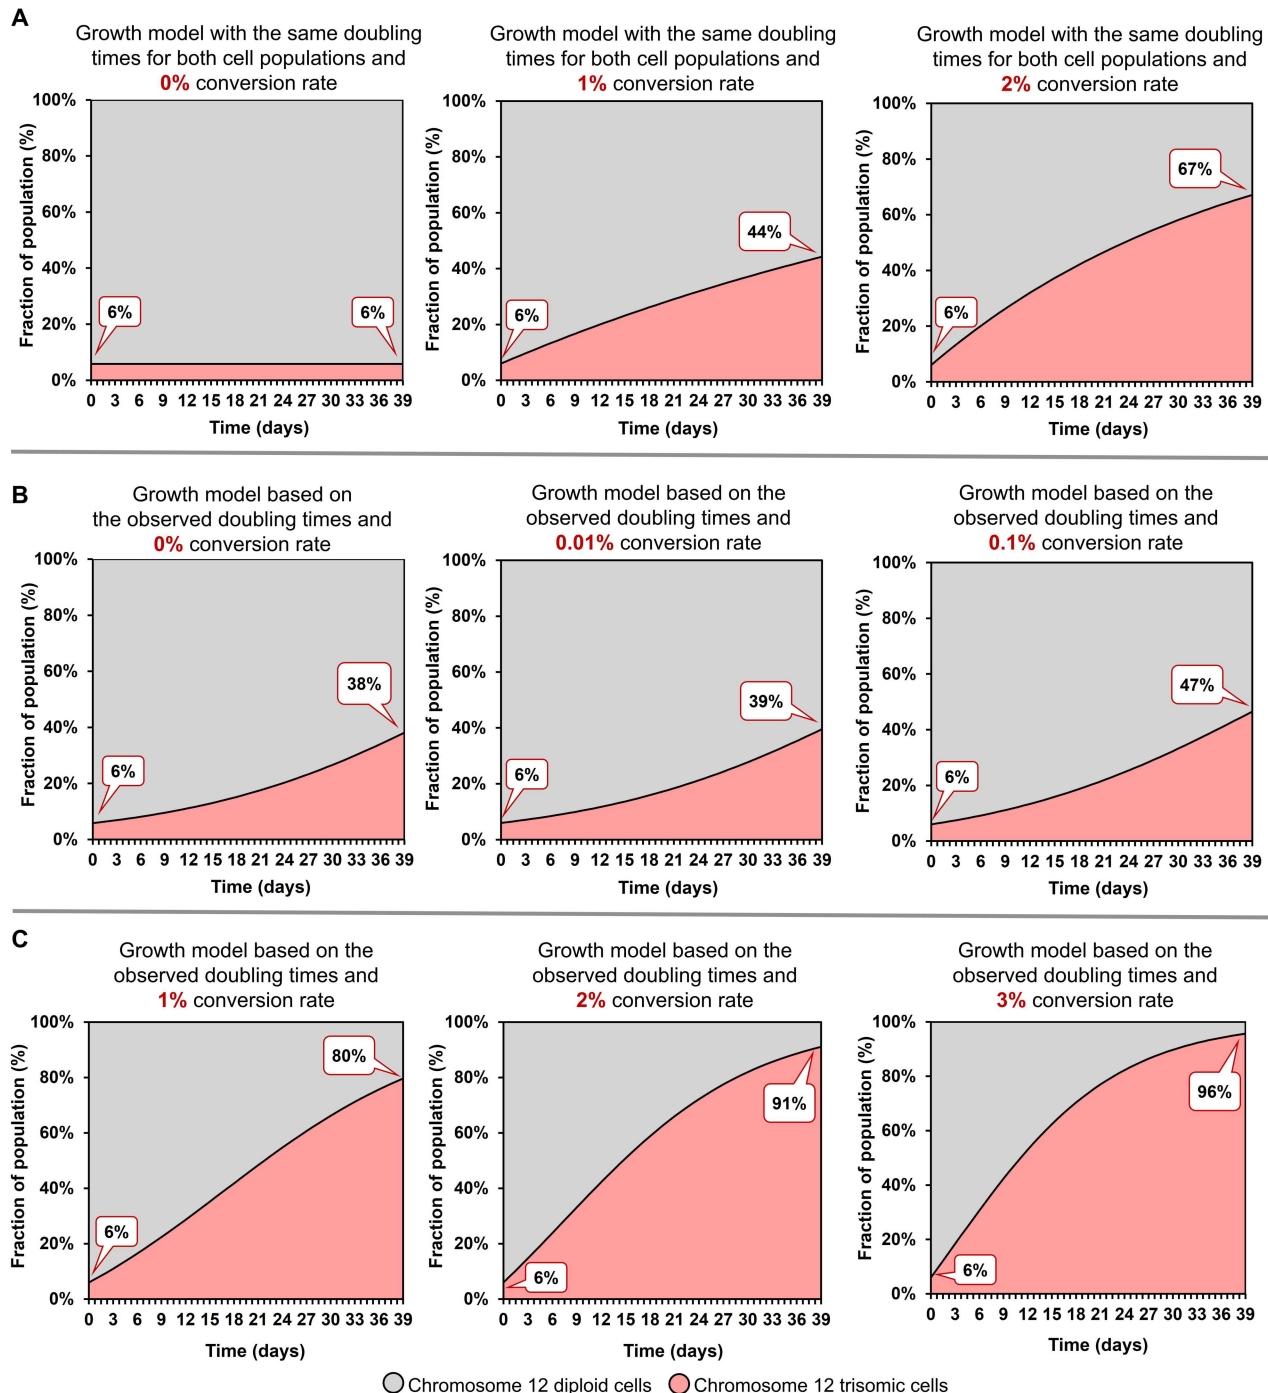 A
Growth model with the same doubling
times for both cell populations and
0% conversion rate
Growth model with the same doubling
times for both cell populations and
1% conversion rate
Growth model with the same doubling
times for both cell populations and
2% conversion rate
Fraction of population (%)
100%
80%
60%
40%
20%
0%
6%
6%
0 3 6 9 12 15 18 21 24 27 30 33 36 39
Time (days)
Fraction of population (%)
100%
80%
60%
40%
20%
0%
6%
44%
0 3 6 9 12 15 18 21 24 27 30 33 36 39
Time (days)
Fraction of population (%)
100%
80%
60%
40%
20%
0%
6%
67%
0 3 6 9 12 15 18 21 24 27 30 33 36 39
Time (days)
B
Growth model based on
the observed doubling times and
0% conversion rate
Growth model based on the
observed doubling times and
0.01% conversion rate
Growth model based on the
observed doubling times and
0.1% conversion rate
Fraction of population (%)
100%
80%
60%
40%
20%
0%
6%
38%
0 3 6 9 12 15 18 21 24 27 30 33 36 39
Time (days)
Fraction of population (%)
100%
80%
60%
40%
20%
0%
6%
39%
0 3 6 9 12 15 18 21 24 27 30 33 36 39
Time (days)
Fraction of population (%)
100%
80%
60%
40%
20%
0%
6%
47%
0 3 6 9 12 15 18 21 24 27 30 33 36 39
Time (days)
C
Growth model based on the
observed doubling times and
1% conversion rate
Growth model based on the
observed doubling times and
2% conversion rate
Growth model based on the
observed doubling times and
3% conversion rate
Fraction of population (%)
100%
80%
60%
40%
20%
0%
6%
80%
0 3 6 9 12 15 18 21 24 27 30 33 36 39
Time (days)
Fraction of population (%)
100%
80%
60%
40%
20%
0%
6%
91%
0 3 6 9 12 15 18 21 24 27 30 33 36 39
Time (days)
Fraction of population (%)
100%
80%
60%
40%
20%
0%
6%
96%
0 3 6 9 12 15 18 21 24 27 30 33 36 39
Time (days)
Chromosome 12 diploid cells
Chromosome 12 trisomic cells